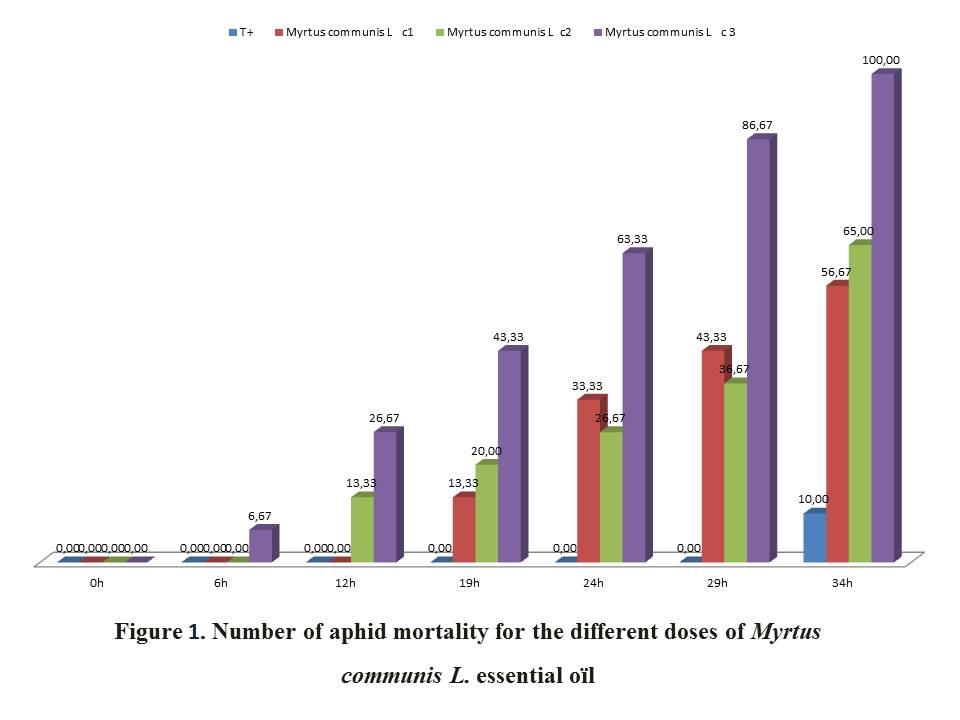 T+ Myrtus communis L c1 Myrtus communis L c2 Myrtus communis L c 3
100,00
86,67
65,00
63,33
56,67
43,33 43,33 36,67
33,33
26,67 26,67
20,00
13,33 13,33
10,00
6,67
0,00 0,00 0,00 0,00 0,00 0,00 0,00 0,00 0,00 0,00 0,00 0,00
0h 6h 12h 19h 24h 29h 34h
Figure 1. Number of aphid mortality for the different doses of Myrtus
communis L. essential oïl